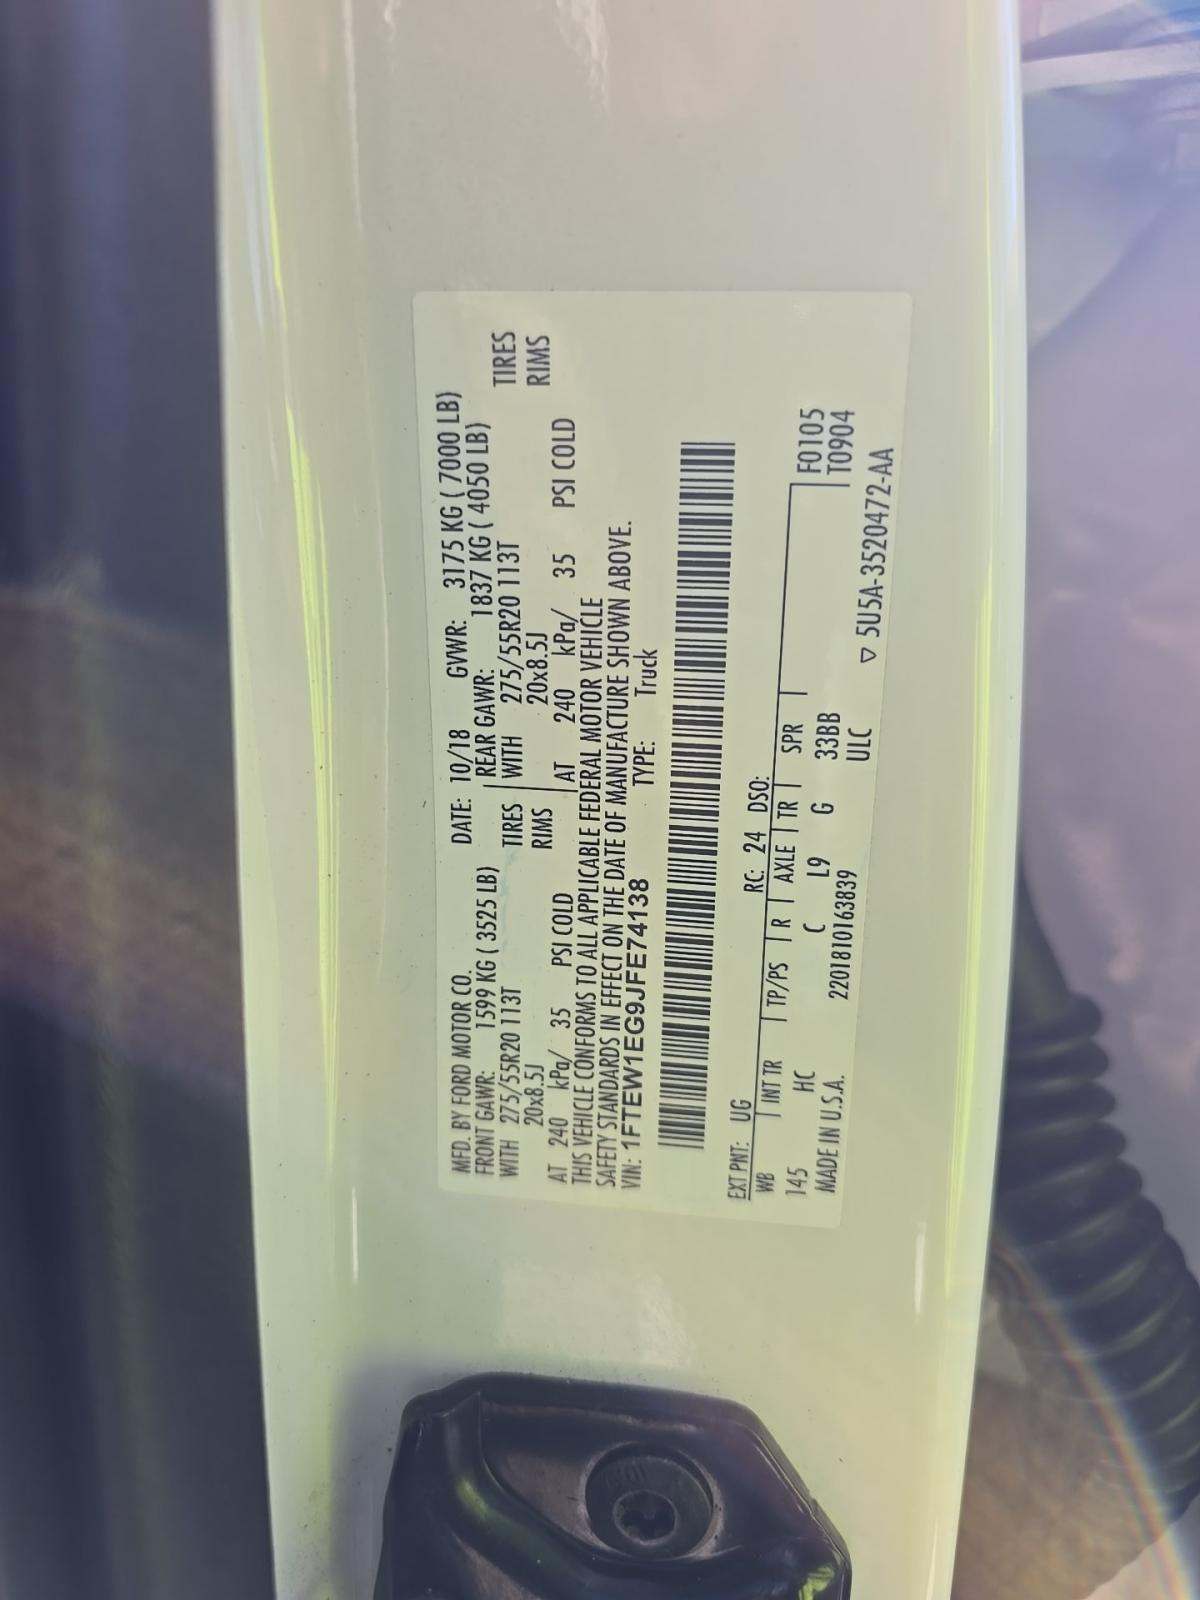 MFD. BY FORD MOTOR CO. DATE: 10/18 GVWR: 3175 KG ( 7000 LB)
FRONT GAWR: 1599 KG ( 3525 LB) REAR GAWR: 1837 KG ( 4050 LB)
WITH 275/55R20 113T TIRES WITH 275/55R20 113T TIRES
20x8.5J RIMS 20x8.5J RIMS
AT 240 kPa/ 35 PSI COLD AT 240 kPa/ 35 PSI COLD
THIS VEHICLE CONFORMS TO ALL APPLICABLE FEDERAL MOTOR VEHICLE
SAFETY STANDARDS IN EFFECT ON THE DATE OF MANUFACTURE SHOWN ABOVE.
VIN: 1FTEW1EG9JFE74138 TYPE: Truck
EXT PNT: UG RC: 24 DSO:
WB INT TR TP/PS R AXLE TR SPR F0105
145 HC C L9 G 33BB T0904
MADE IN U.S.A. 2201810163839 ULC
▽ 5U5A-3520472-AA